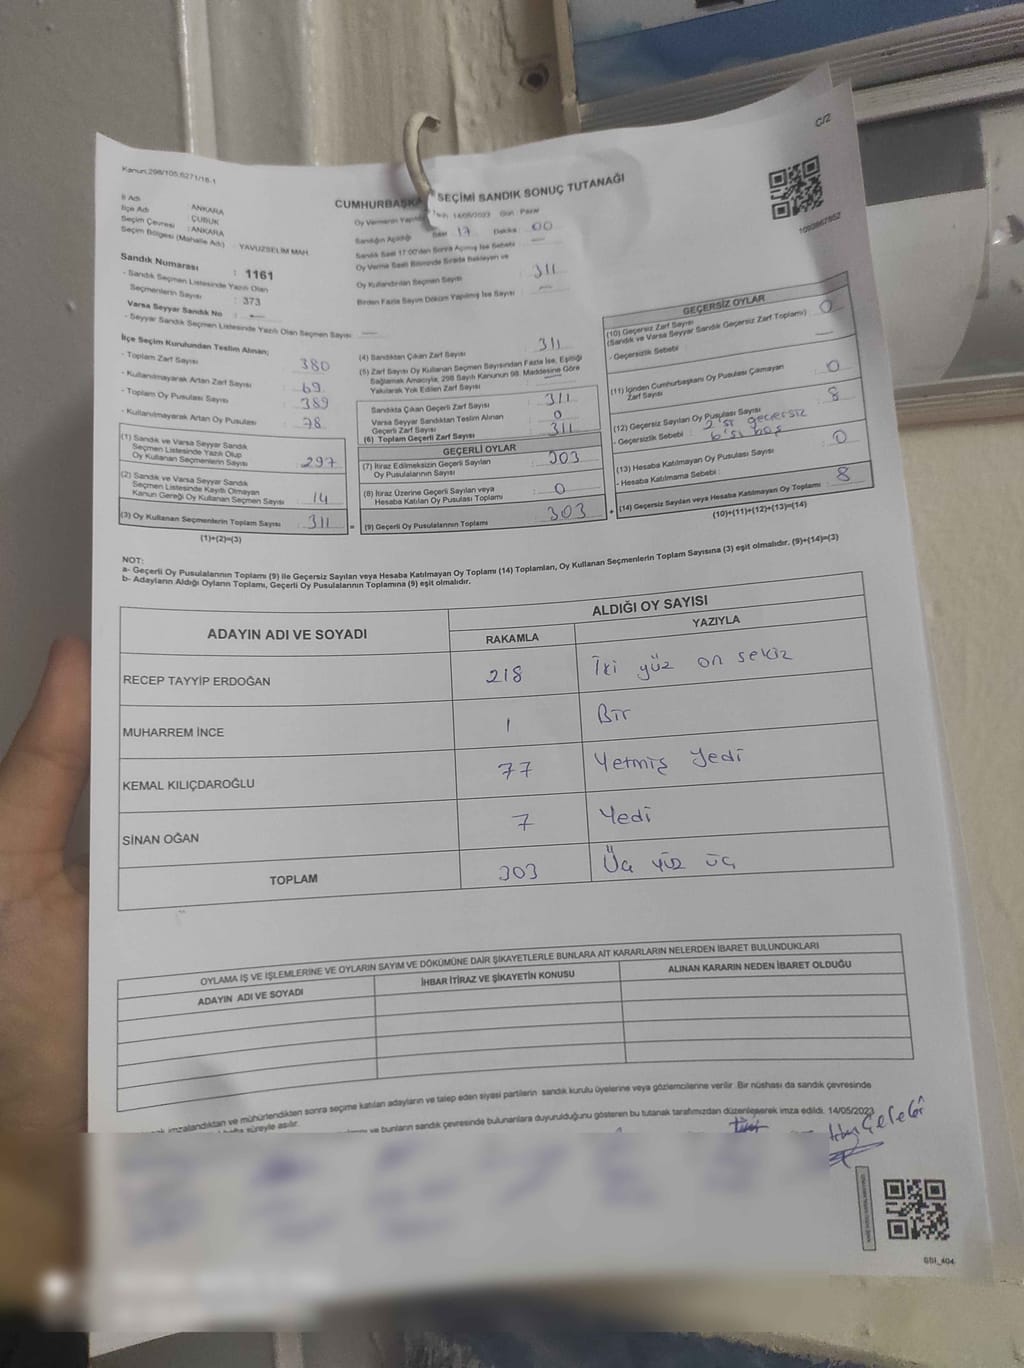 C/2
Kanun:298/105;6271/18-1
CUMHURBAŞKA SEÇİMİ SANDIK SONUÇ TUTANAĞI
1093867852
İl Adı : ANKARA
İlçe Adı : ÇUBUK
Seçim Çevresi : ANKARA
Seçim Bölgesi (Mahalle Adı) : YAVUZSELİM MAH.
Oy Vermenin Yapıldı 14/05/2023 Gün : Pazar
Sandığın Açıldığı Saat 17 Dakika 00
Sandık Saat 17:00'den Sonra Açılmış İse Sebebi :
Oy Verme Saati Bitiminde Sırada Bekleyen ve
Oy Kullandırılan Seçmen Sayısı 311
Birden Fazla Sayım Döküm Yapılmış İse Sayısı :
Sandık Numarası : 1161
- Sandık Seçmen Listesinde Yazılı Olan
Seçmenlerin Sayısı : 373
Varsa Seyyar Sandık No :
- Seyyar Sandık Seçmen Listesinde Yazılı Olan Seçmen Sayısı :
İlçe Seçim Kurulundan Teslim Alınan;
- Toplam Zarf Sayısı : 380
- Kullanılmayarak Artan Zarf Sayısı : 69
- Toplam Oy Pusulası Sayısı : 389
- Kullanılmayarak Artan Oy Pusulası : 78
(1) Sandık ve Varsa Seyyar Sandık
Seçmen Listesinde Yazılı Olup
Oy Kullanan Seçmenlerin Sayısı : 297
(2) Sandık ve Varsa Seyyar Sandık
Seçmen Listesinde Kayıtlı Olmayan
Kanun Gereği Oy Kullanan Seçmen Sayısı : 14
(3) Oy Kullanan Seçmenlerin Toplam Sayısı : 311
(1)+(2)=(3)
(4) Sandıktan Çıkan Zarf Sayısı : 311
(5) Zarf Sayısı Oy Kullanan Seçmen Sayısından Fazla İse, Eşitliği
Sağlamak Amacıyla, 298 Sayılı Kanunun 98. Maddesine Göre
Yakılarak Yok Edilen Zarf Sayısı :
Sandıkta Çıkan Geçerli Zarf Sayısı : 311
Varsa Seyyar Sandıktan Teslim Alınan
Geçerli Zarf Sayısı : 0
(6) Toplam Geçerli Zarf Sayısı : 311
GEÇERLİ OYLAR
(7) İtiraz Edilmeksizin Geçerli Sayılan
Oy Pusulasının Sayısı : 303
(8) İtiraz Üzerine Geçerli Sayılan veya
Hesaba Katılan Oy Pusulası Toplamı : 0
(9) Geçerli Oy Pusulalarının Toplamı : 303
GEÇERSİZ OYLAR
(10) Geçersiz Zarf Sayısı
(Sandık ve Varsa Seyyar Sandık Geçersiz Zarf Toplamı) : 0
- Geçersizlik Sebebi :
(11) İçinden Cumhurbaşkanı Oy Pusulası Çıkmayan
Zarf Sayısı : 0
(12) Geçersiz Sayılan Oy Pusulası Sayısı : 8
- Geçersizlik Sebebi : 2'si geçersiz
6'sı boş
(13) Hesaba Katılmayan Oy Pusulası Sayısı : 0
- Hesaba Katılmama Sebebi :
(14) Geçersiz Sayılan veya Hesaba Katılmayan Oy Toplamı : 8
(10)+(11)+(12)+(13)=(14)
NOT:
a- Geçerli Oy Pusulalarının Toplamı (9) ile Geçersiz Sayılan veya Hesaba Katılmayan Oy Toplamı (14) Toplamları, Oy Kullanan Seçmenlerin Toplam Sayısına (3) eşit olmalıdır. (9)+(14)=(3)
b- Adayların Aldığı Oyların Toplamı, Geçerli Oy Pusulalarının Toplamına (9) eşit olmalıdır.
ADAYIN ADI VE SOYADI ALDIĞI OY SAYISI
RAKAMLA YAZIYLA
RECEP TAYYİP ERDOĞAN 218 İki yüz on sekiz
MUHARREM İNCE 1 Bir
KEMAL KILIÇDAROĞLU 77 Yetmiş yedi
SİNAN OĞAN 7 Yedi
TOPLAM 303 Üç yüz üç
OYLAMA İŞ VE İŞLEMLERİNE VE OYLARIN SAYIM VE DÖKÜMÜNE DAİR ŞİKAYETLERLE BUNLARA AİT KARARLARIN NELERDEN İBARET BULUNDUKLARI
ADAYIN ADI VE SOYADI İHBAR İTİRAZ VE ŞİKAYETİN KONUSU ALINAN KARARIN NEDEN İBARET OLDUĞU
imzalandıktan ve mühürlendikten sonra seçime katılan adayların ve talep eden siyasi partilerin sandık kurulu üyelerine veya gözlemcilerine verilir. Bir nüshası da sandık çevresinde
süreyle asılır. ve bunların sandık çevresinde bulunanlara duyurulduğunu gösteren bu tutanak tarafımızdan düzenlenerek imza edildi. 14/05/2023
GSI_404